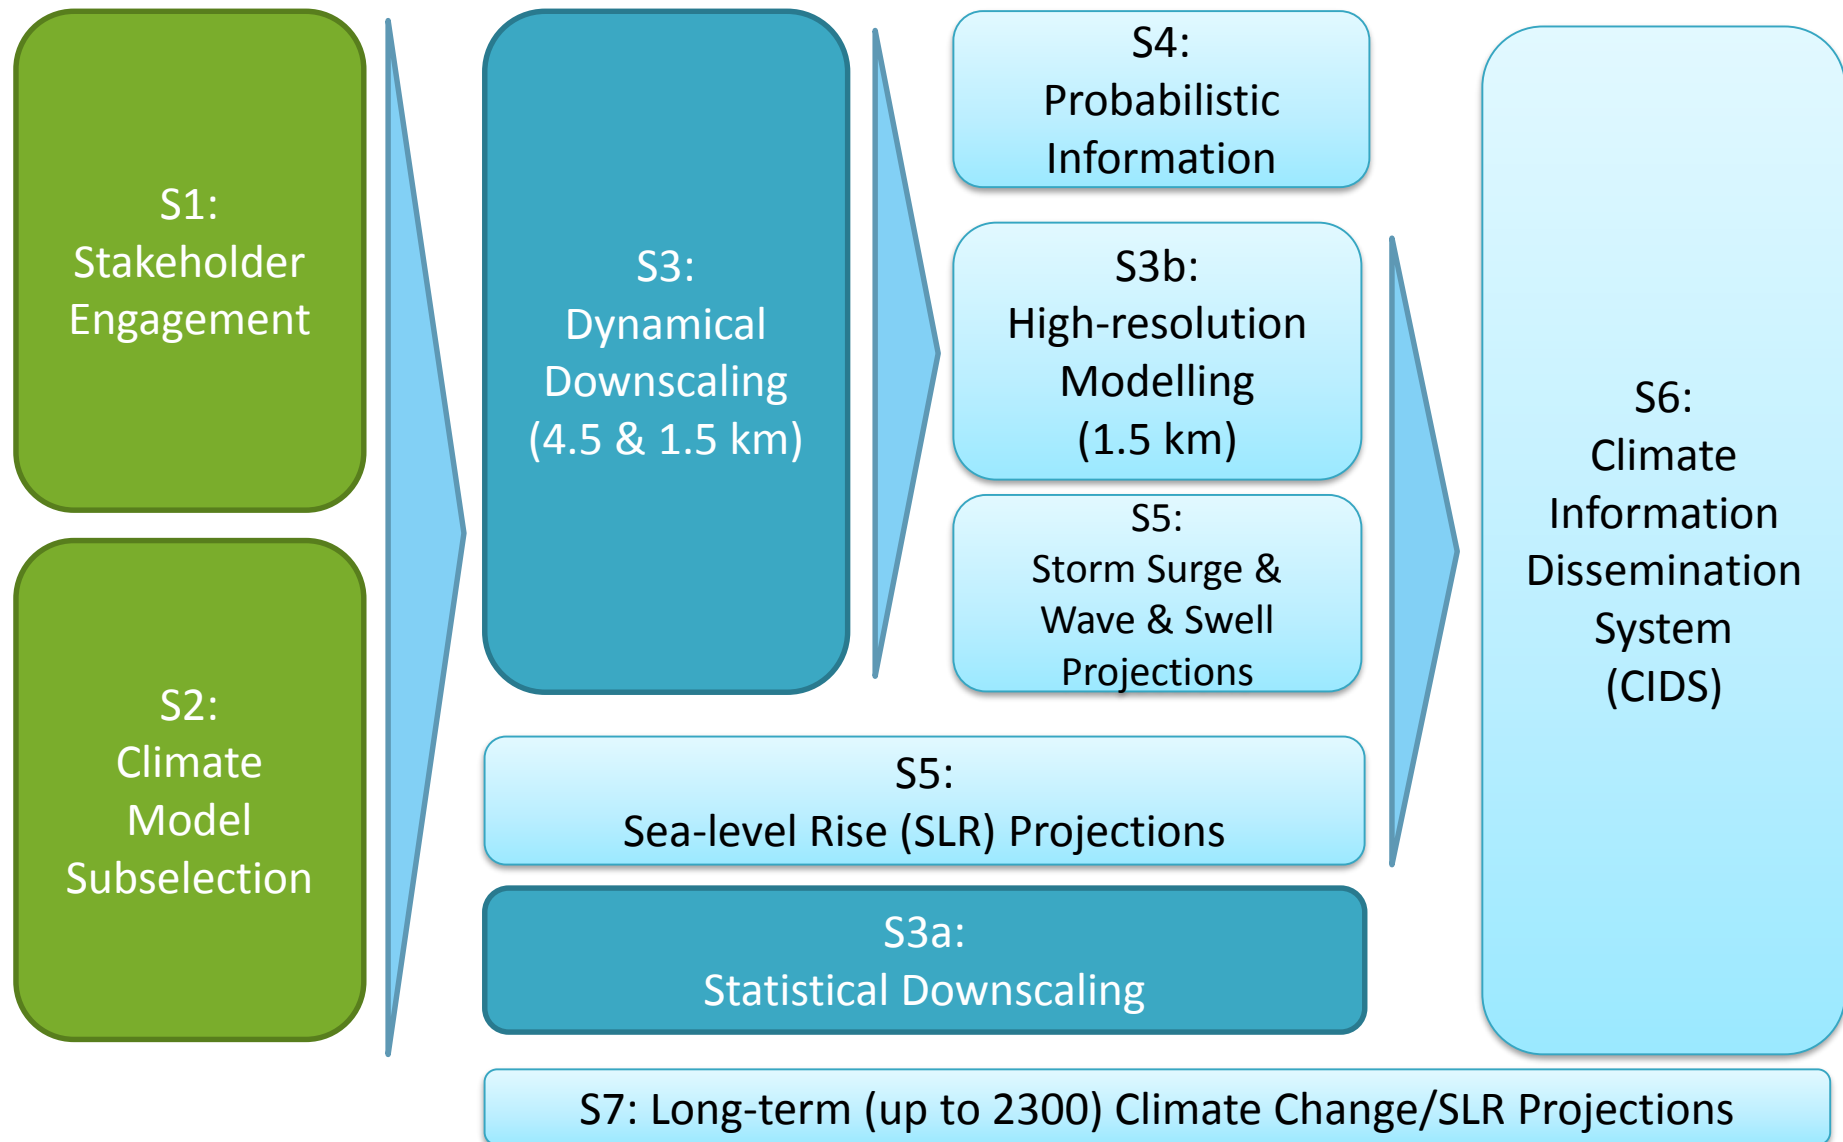 S1:
Stakeholder
Engagement
S2:
Climate
Model
Subselection
S3:
Dynamical
Downscaling
(4.5 & 1.5 km)
S4:
Probabilistic
Information
S3b:
High-resolution
Modelling
(1.5 km)
S5:
Storm Surge &
Wave & Swell
Projections
S5:
Sea-level Rise (SLR) Projections
S3a:
Statistical Downscaling
S6:
Climate
Information
Dissemination
System
(CIDS)
S7: Long-term (up to 2300) Climate Change/SLR Projections